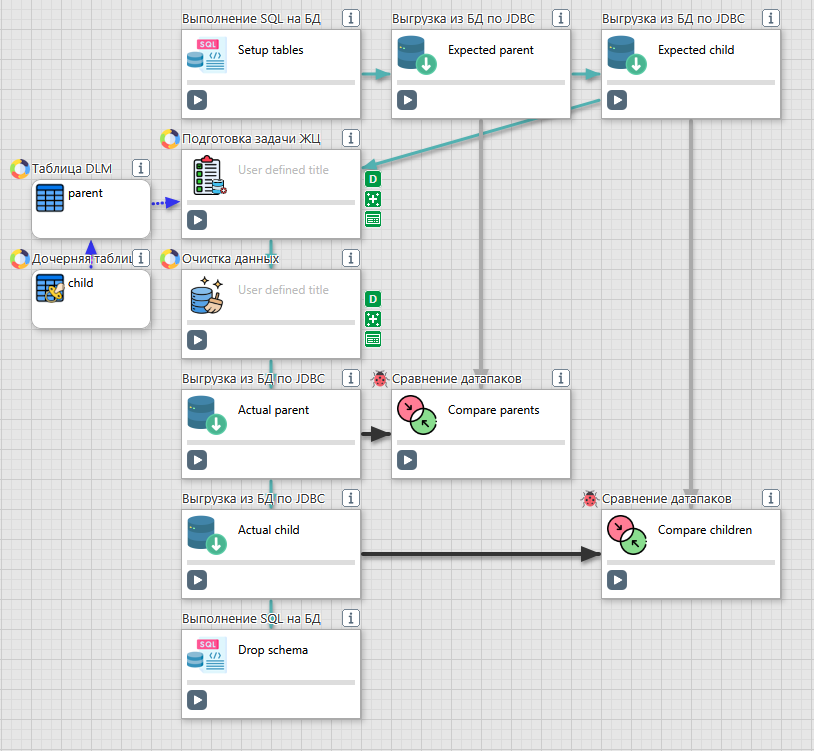 Выполнение SQL на БД
Выгрузка из БД по JDBC
Выгрузка из БД по JDBC
SQL
Setup tables
Expected parent
Expected child
Подготовка задачи ЖЦ
User defined title
D
Таблица DLM
parent
Дочерняя таблиц
child
Очистка данных
User defined title
D
Выгрузка из БД по JDBC
Сравнение датапаков
Actual parent
Compare parents
Выгрузка из БД по JDBC
Сравнение датапаков
Actual child
Compare children
Выполнение SQL на БД
SQL
Drop schema